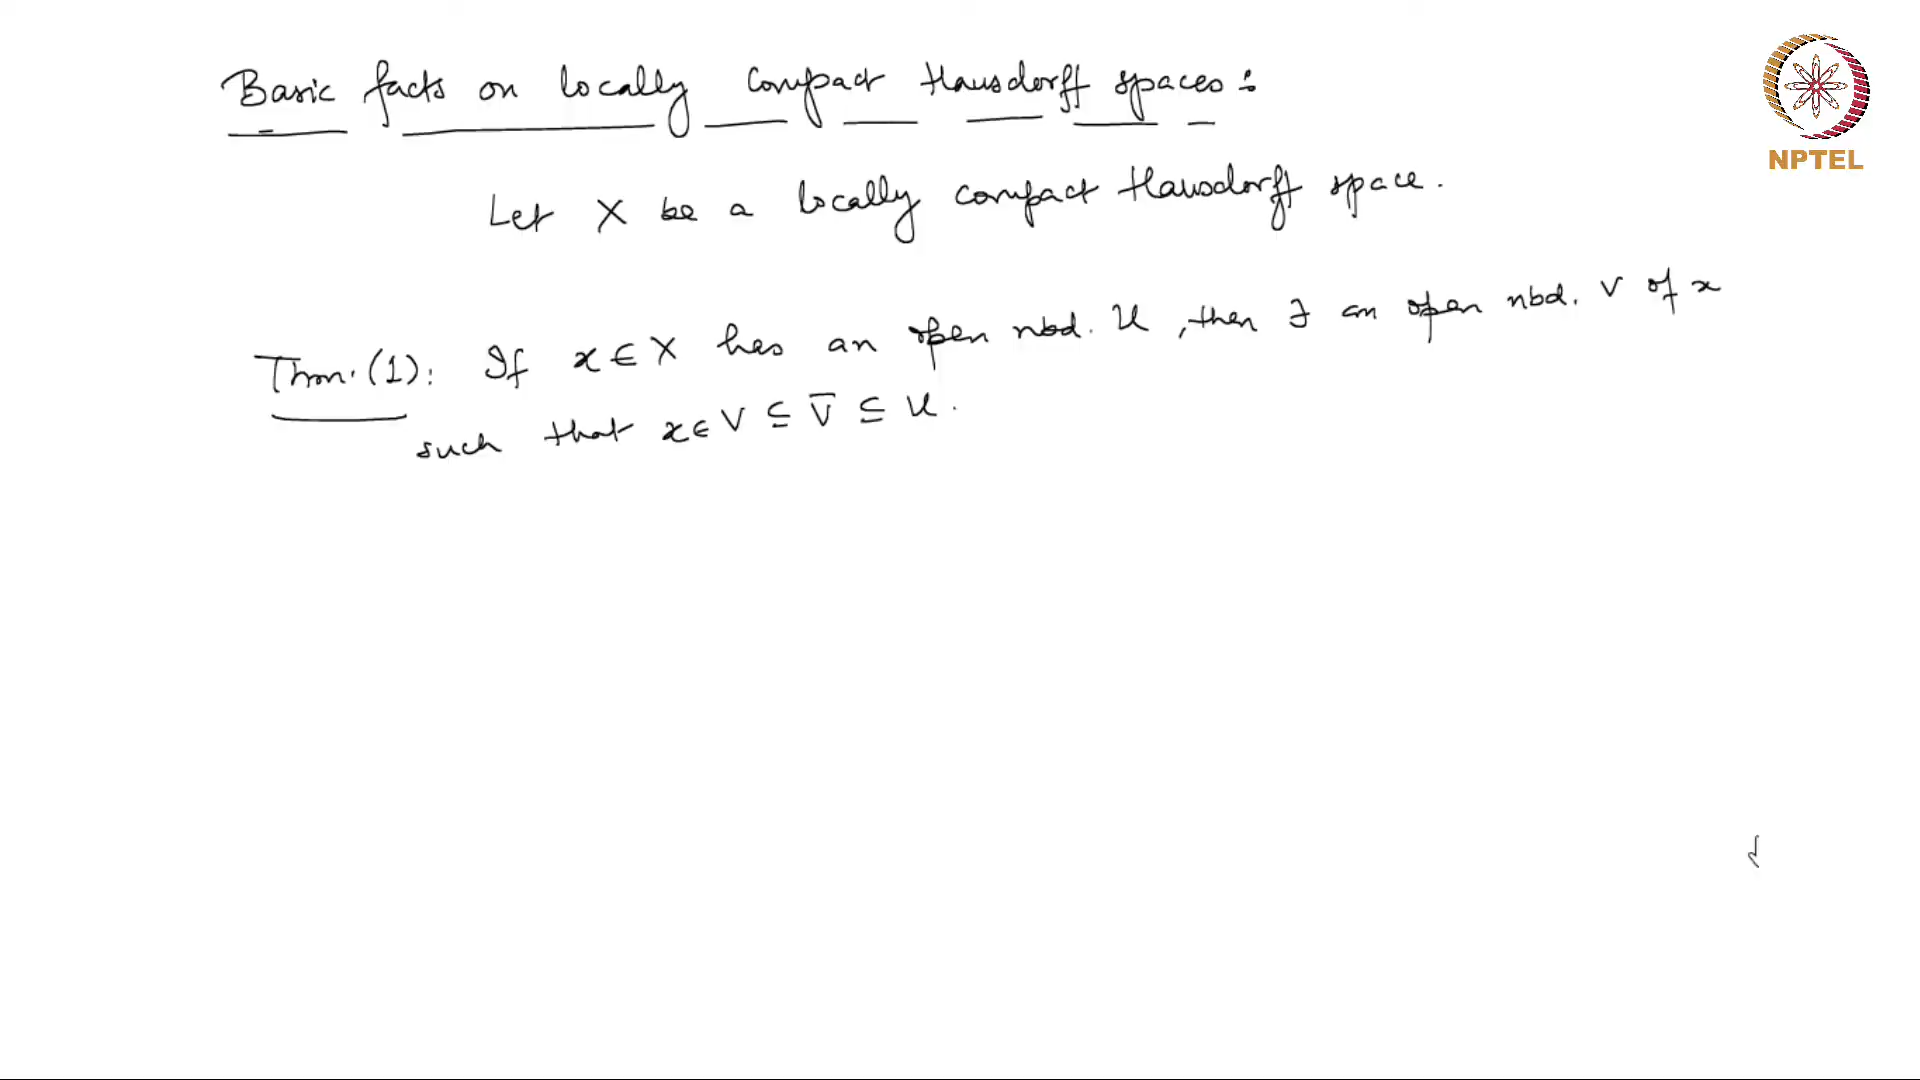 Basic facts on locally compact Hausdorff spaces :
NPTEL
Let X be a locally compact Hausdorff space.
Thm. (1): If x ∈ X has an open nbd. U, then ∃ an open nbd. V of x
such that x ∈ V ⊆ V̅ ⊆ U.